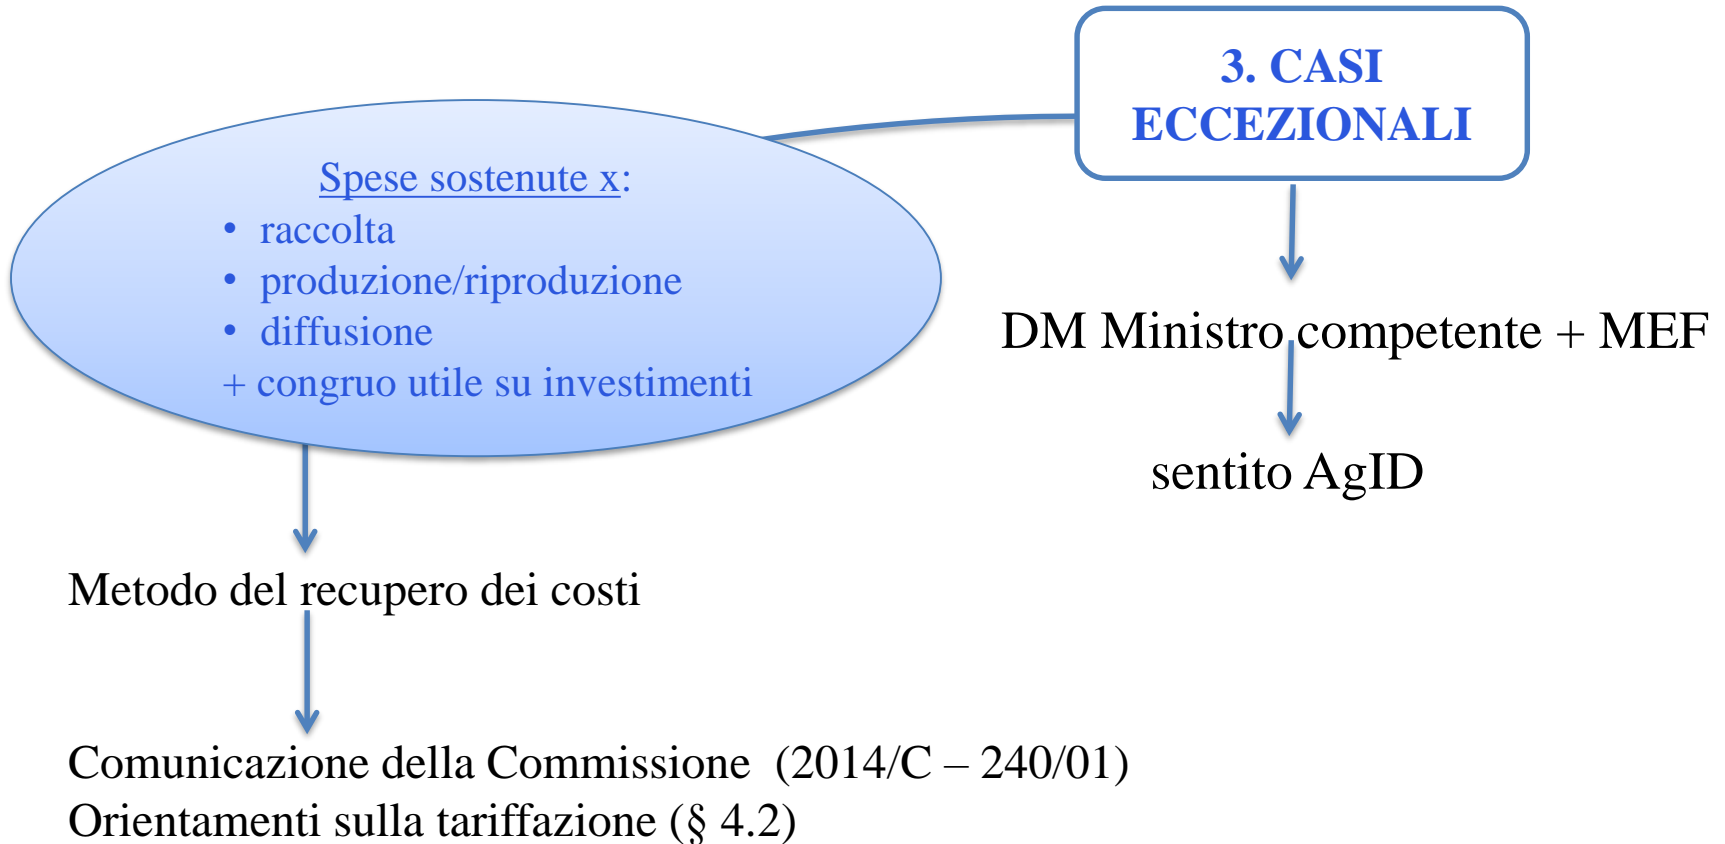 3. CASI
ECCEZIONALI
Spese sostenute x:
• raccolta
• produzione/riproduzione
• diffusione
+ congruo utile su investimenti
DM Ministro competente + MEF
sentito AgID
Metodo del recupero dei costi
Comunicazione della Commissione (2014/C – 240/01)
Orientamenti sulla tariffazione (§ 4.2)